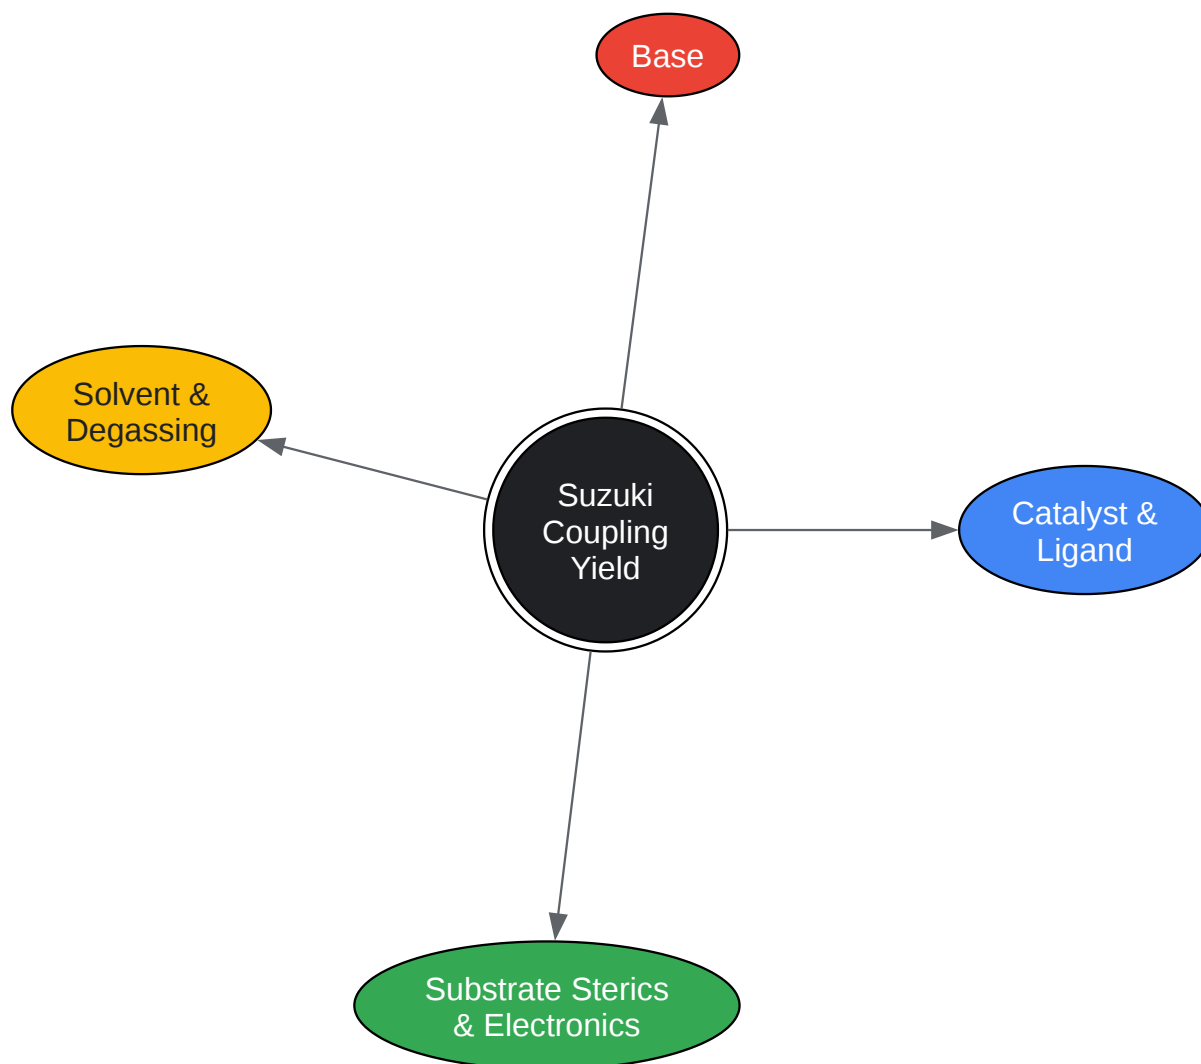 Base
Solvent &
Degassing
Suzuki
Coupling
Yield
Catalyst &
Ligand
Substrate Sterics
& Electronics